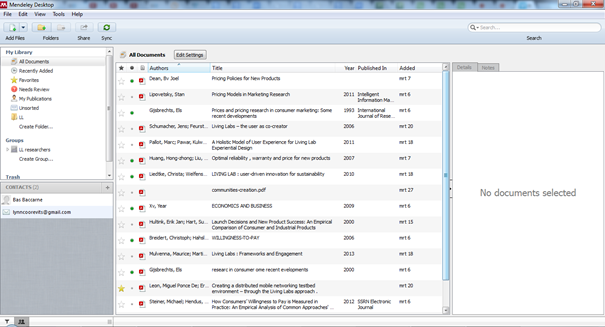 Mendeley Desktop
File Edit View Tools Help
Add Files Folders Share Sync
Search...
Search
My Library
All Documents
Recently Added
Favorites
Needs Review
My Publications
Unsorted
LL
Create Folder...
Groups
LL researchers
Create Group...
Trash
CONTACTS (2) +
Bas Baccarne
lynncoorevits@gmail.com
All Documents Edit Settings
Authors Title Year Published In Added
Dean, By Joel Pricing Policies for New Products mrt 7
Lipovetsky, Stan Pricing Models in Marketing Research 2011 Intelligent mrt 6
Information Ma...
Gijsbrechts, Els Prices and pricing research in consumer marketing: Some 1993 International mrt 6
recent developments Journal of Rese...
Schumacher, Jens; Feurst... Living Labs – the user as co-creator 2006 mrt 20
Pallot, Marc; Pawar, Kulw... A Holistic Model of User Experience for Living Lab 2011 mrt 18
Experiential Design
Huang, Hong-zhong; Liu, ... Optimal reliability , warranty and price for new products 2007 mrt 7
Liedtke, Christa; Welfens... LIVING LAB : user-driven innovation for sustainability 2010 mrt 18
communities-creation.pdf mrt 27
Xv, Year ECONOMICS AND BUSINESS 2009 mrt 6
Hultink, Erik Jan; Hart, Su... Launch Decisions and New Product Success: An Empirical 2000 mrt 15
Comparison of Consumer and Industrial Products
Breidert, Christoph; Hahsl... WILLINGNESS-TO-PAY 2006 mrt 6
Mulvenna, Maurice; Marti... Living Labs : Frameworks and Engagement 2013 mrt 18
Gijsbrechts, Els researc in consumer ome recent evelopments 2000 mrt 6
Leon, Miguel Ponce De; Er... Creating a distributed mobile networking testbed mrt 20
environment – through the Living Labs approach .
Steiner, Michael; Hendus, ... How Consumers' Willingness to Pay is Measured in 2012 SSRN Electronic mrt 6
Practice: An Empirical Analysis of Common Approaches' ... Journal
Details Notes
No documents selected